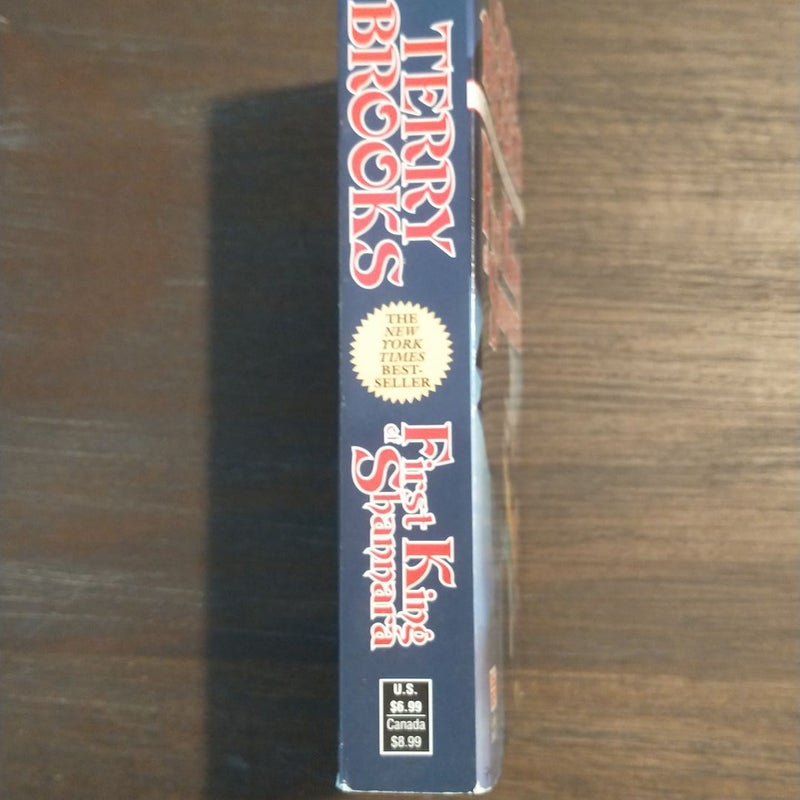 TERRY
BROOKS
THE
NEW
YORK
TIMES
BEST-
SELLER
First King
of Shannara
U.S.
$6.99
Canada
$8.99